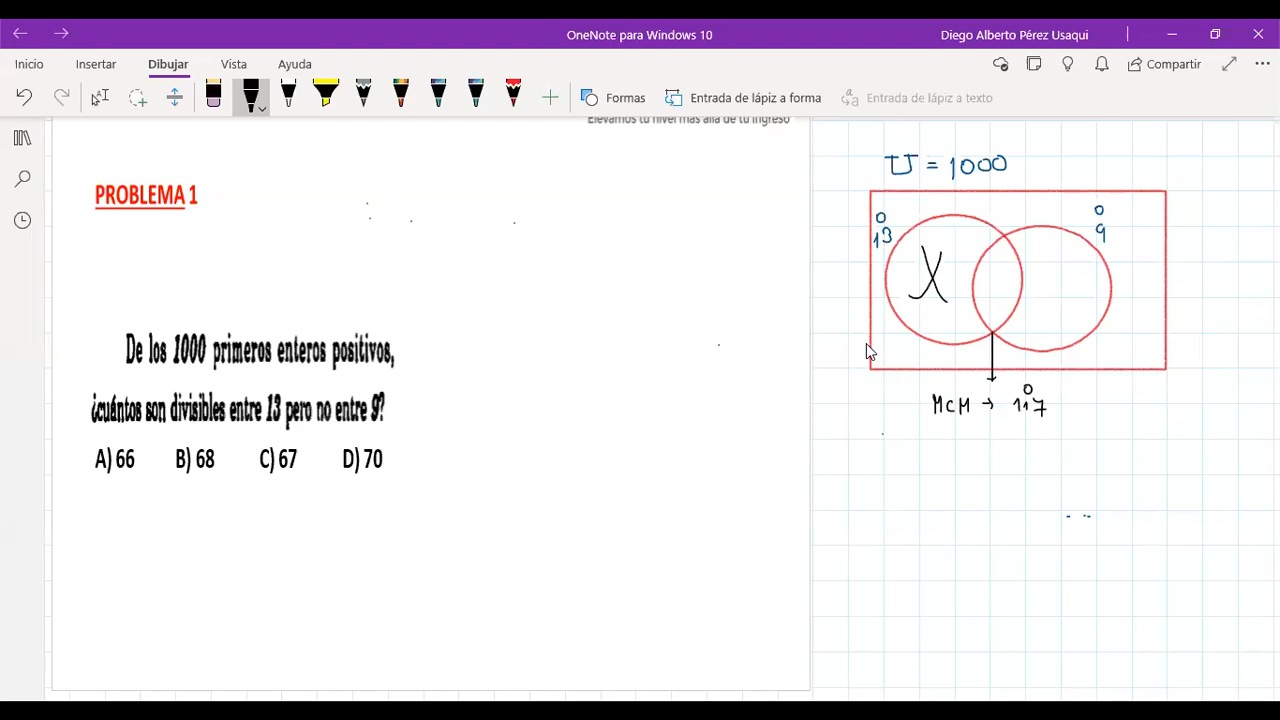 OneNote para Windows 10
Diego Alberto Pérez Usaqui
Inicio Insertar Dibujar Vista Ayuda
Compartir
Formas Entrada de lápiz a forma Entrada de lápiz a texto
Elevamos tu nivel más allá de tu ingreso
PROBLEMA 1
De los 1000 primeros enteros positivos,
¿cuántos son divisibles entre 13 pero no entre 9?
A) 66 B) 68 C) 67 D) 70
U = 1000
0
13
0
9
X
0
MCM → 117